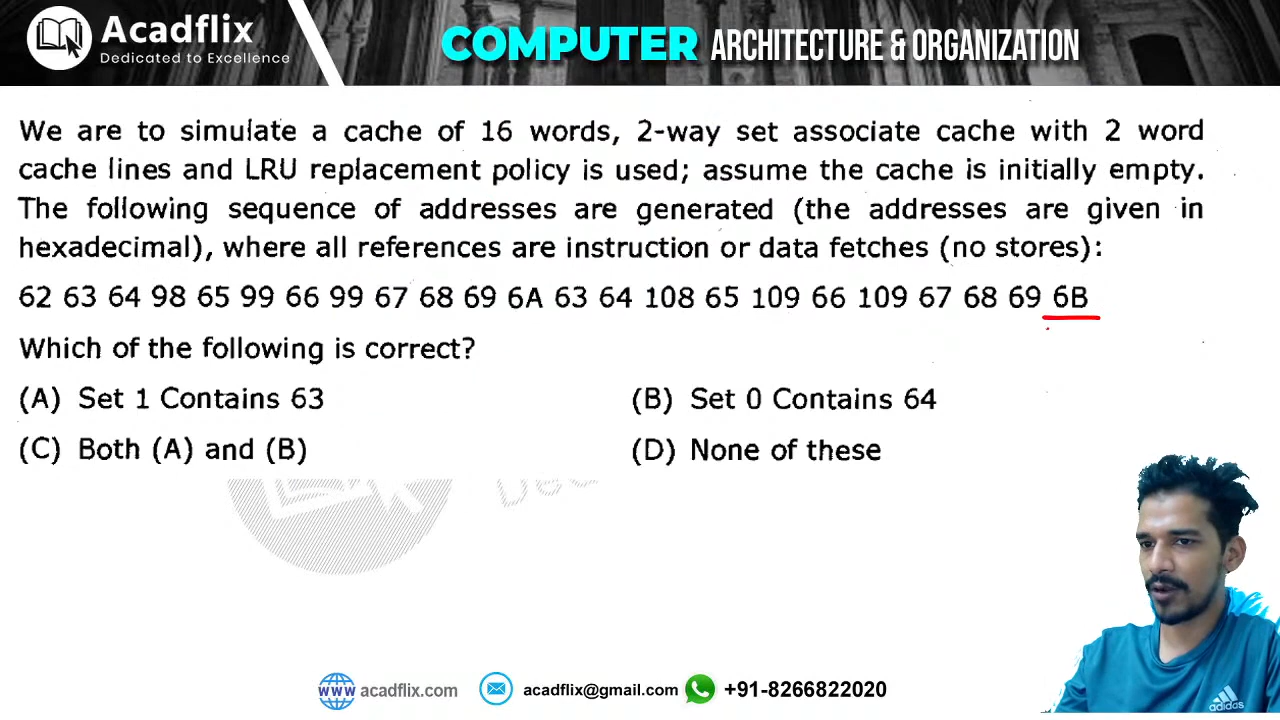 Acadflix
Dedicated to Excellence
COMPUTER ARCHITECTURE & ORGANIZATION
We are to simulate a cache of 16 words, 2-way set associate cache with 2 word
cache lines and LRU replacement policy is used; assume the cache is initially empty.
The following sequence of addresses are generated (the addresses are given in
hexadecimal), where all references are instruction or data fetches (no stores):
62 63 64 98 65 99 66 99 67 68 69 6A 63 64 108 65 109 66 109 67 68 69 6B
Which of the following is correct?
(A) Set 1 Contains 63
(B) Set 0 Contains 64
(C) Both (A) and (B)
(D) None of these
www acadflix.com
acadflix@gmail.com
+91-8266822020
adidas